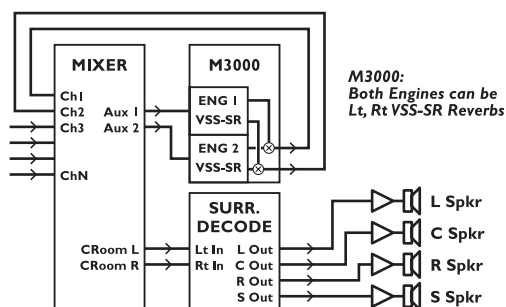 MIXER
Ch1
Ch2
Ch3
ChN
Aux 1
Aux 2
CRoom L
CRoom R
M3000
ENG 1
VSS-SR
ENG 2
VSS-SR
M3000:
Both Engines can be
Lt, Rt VSS-SR Reverbs
SURR.
DECODE
Lt In
Rt In
L Out
C Out
R Out
S Out
L Spkr
C Spkr
R Spkr
S Spkr